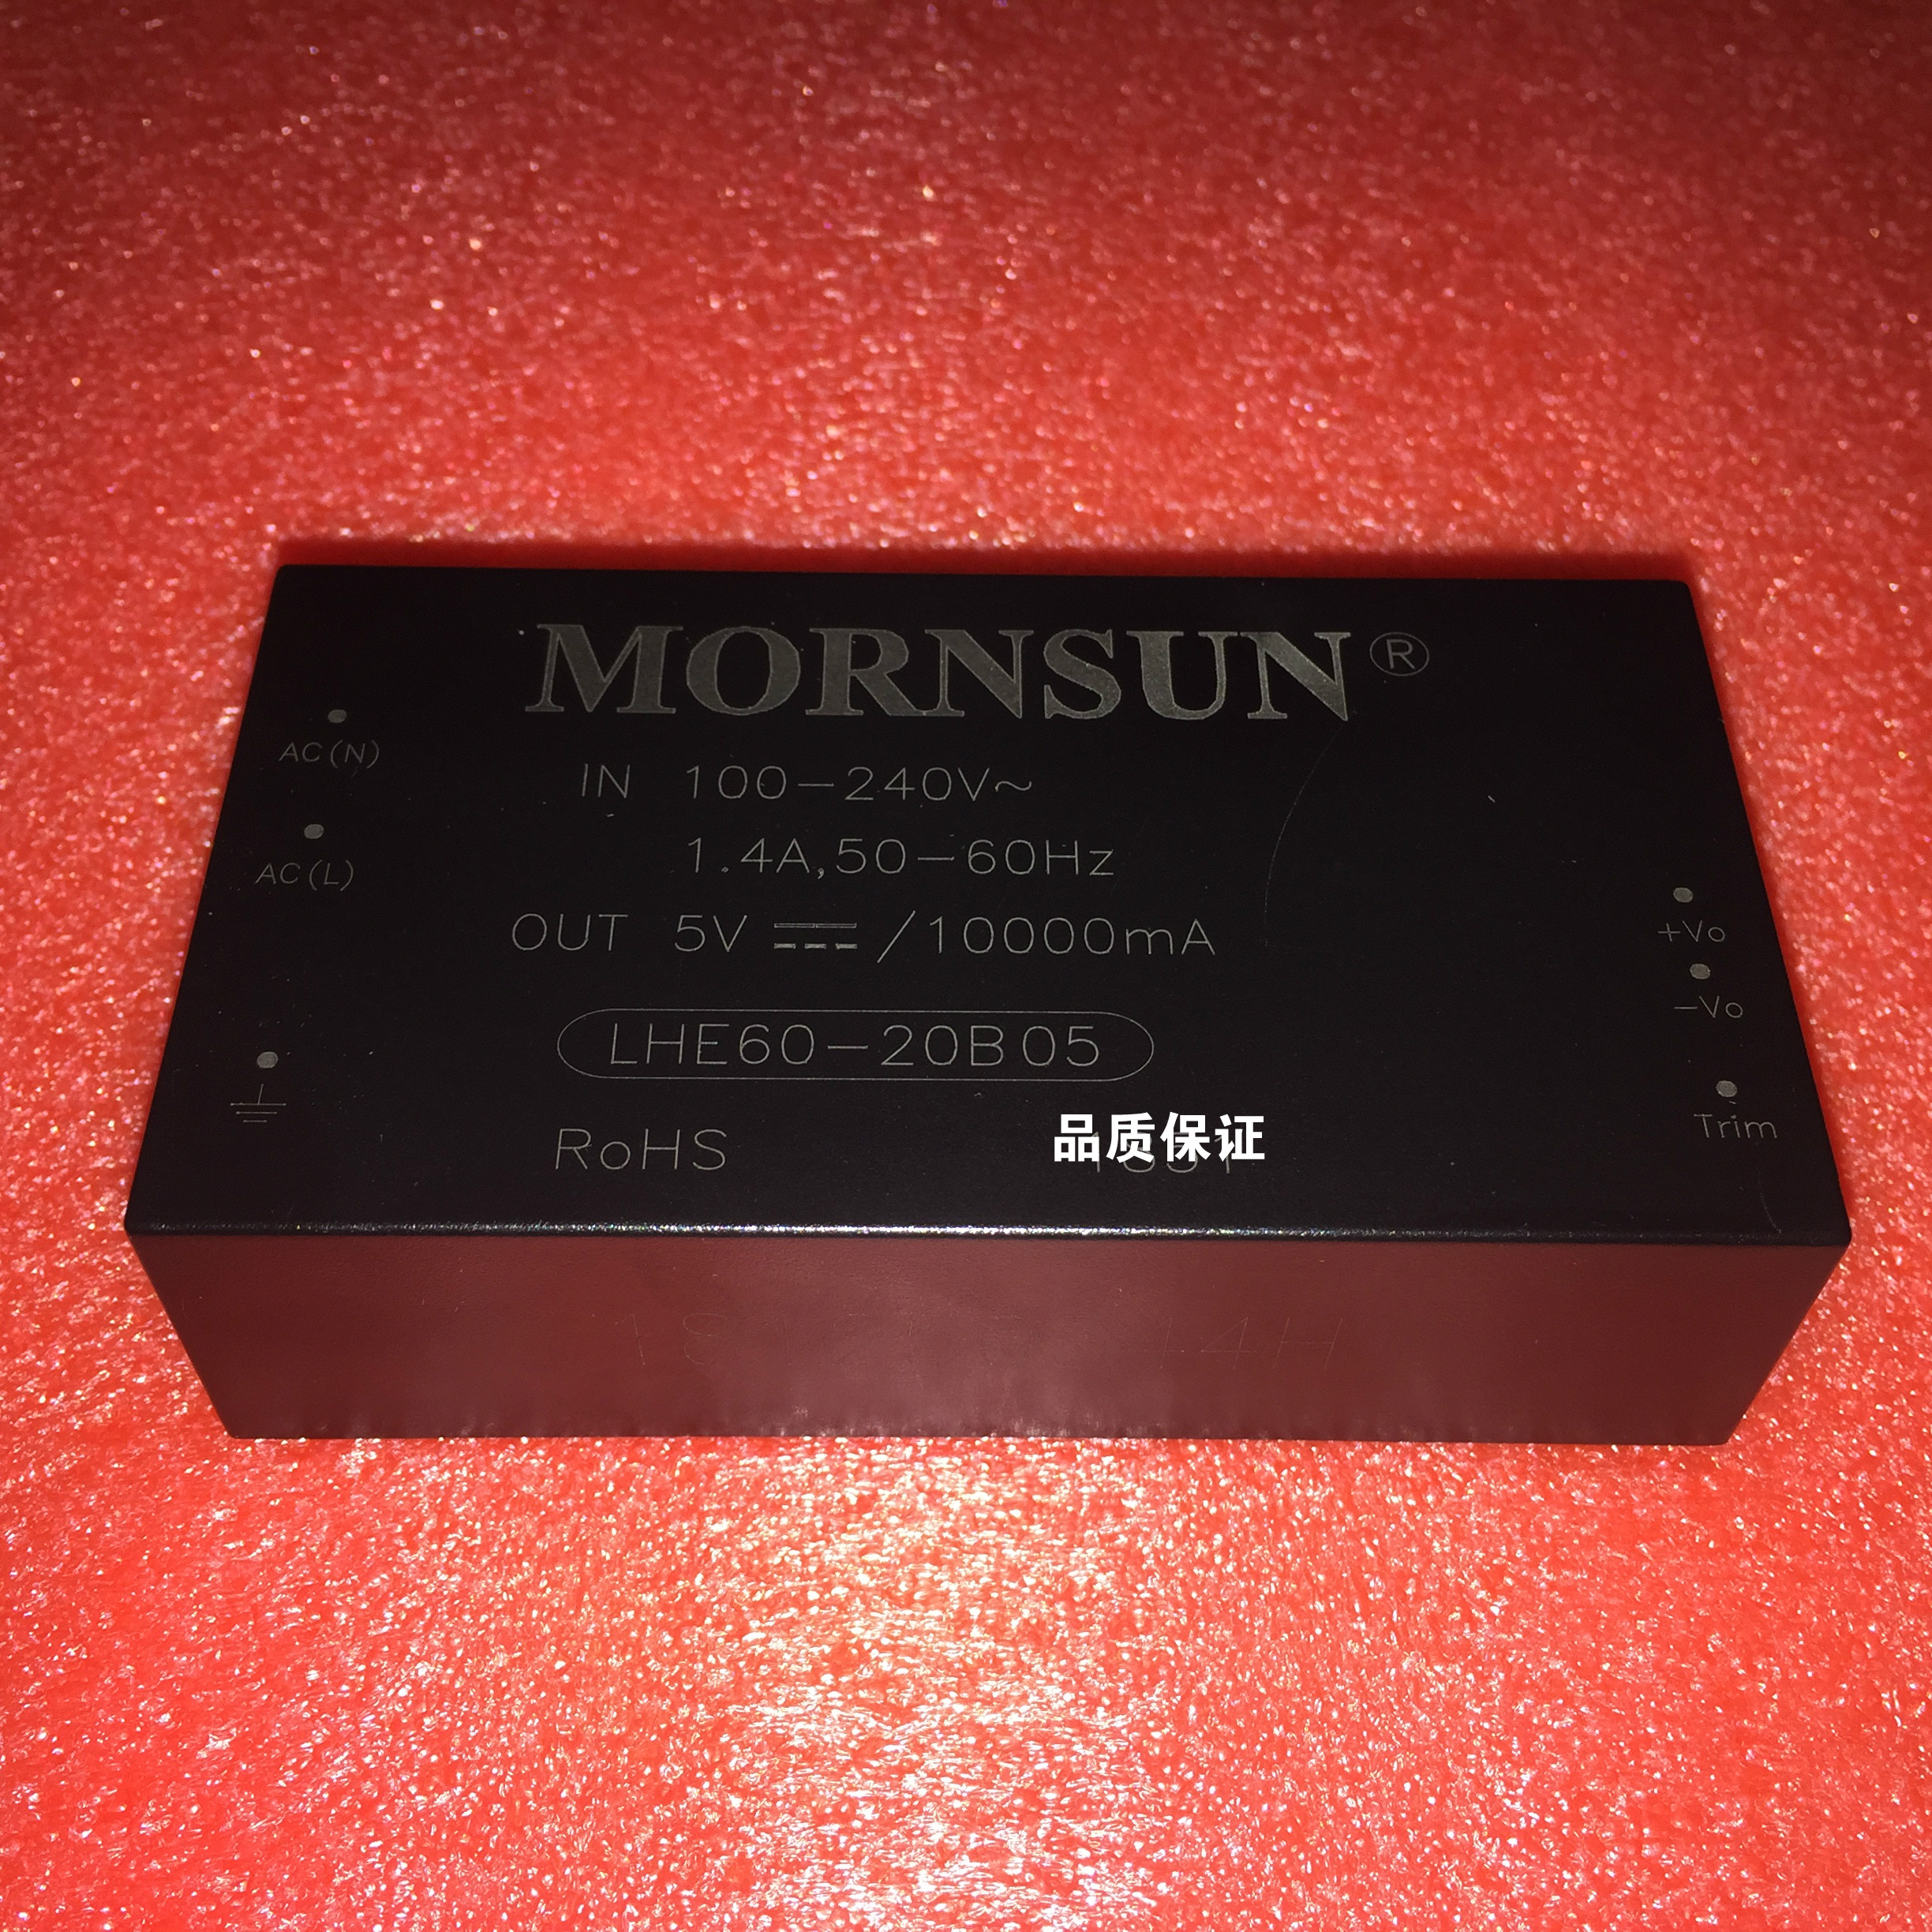 MORNSUN®
AC(N)
IN 100-240V~
AC(L)
1.4A,50-60Hz
OUT 5V ⎓/10000mA
+Vo
-Vo
LHE60-20B05
Trim
RoHS
品质保证